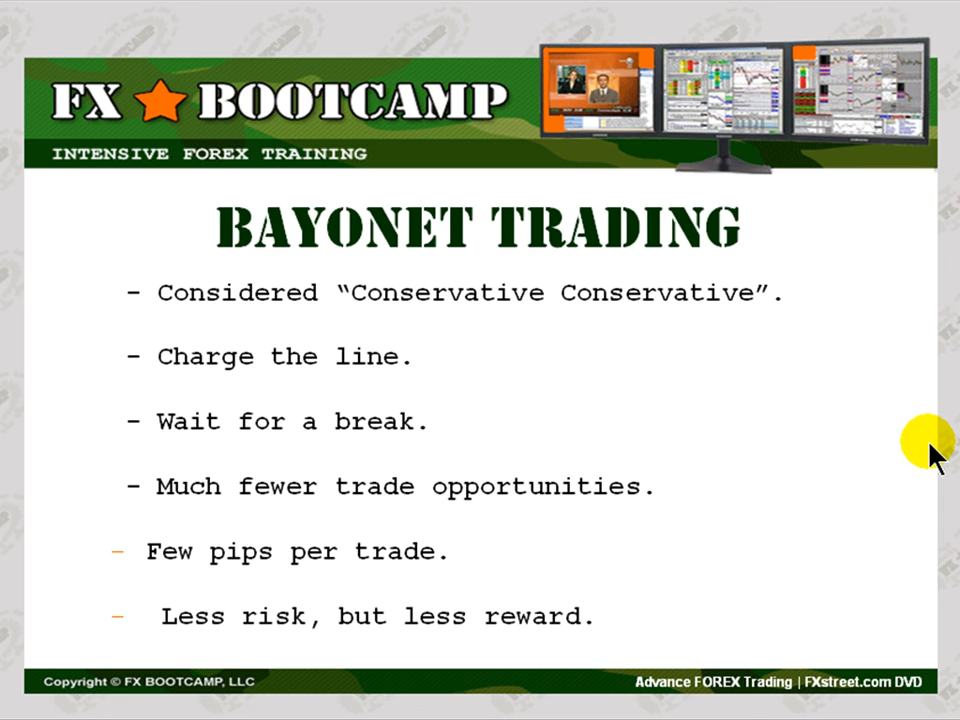 FX BOOTCAMP
INTENSIVE FOREX TRAINING
BAYONET TRADING
- Considered “Conservative Conservative”.
- Charge the line.
- Wait for a break.
- Much fewer trade opportunities.
- Few pips per trade.
- Less risk, but less reward.
Copyright © FX BOOTCAMP, LLC
Advance FOREX Trading | FXstreet.com DVD